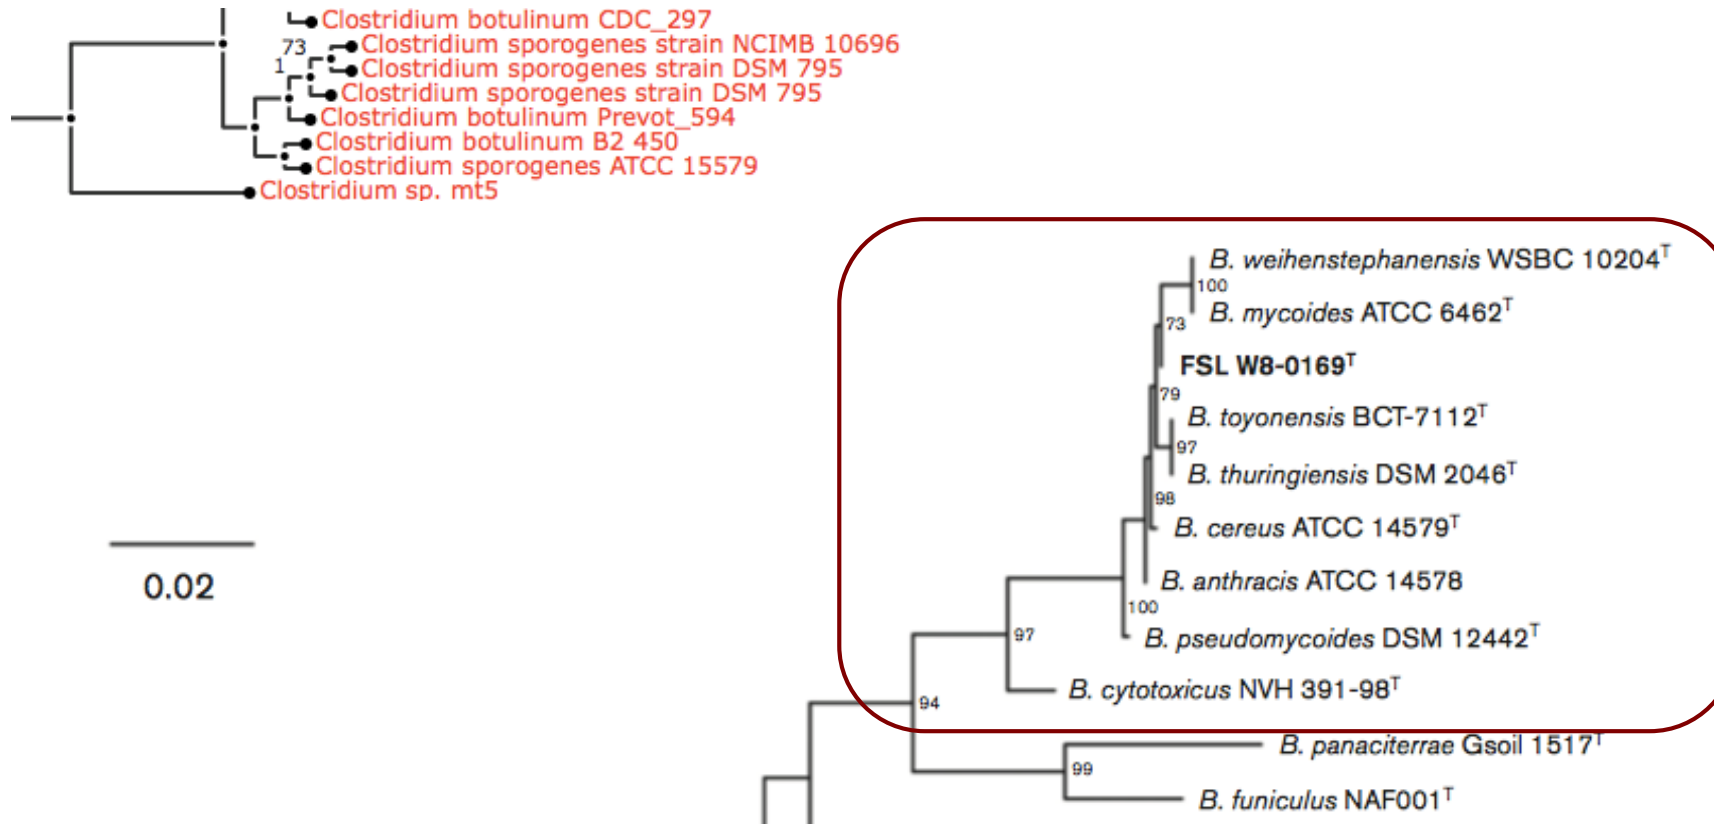 Clostridium botulinum CDC_297
73
Clostridium sporogenes strain NCIMB 10696
1
Clostridium sporogenes strain DSM 795
Clostridium sporogenes strain DSM 795
Clostridium botulinum Prevot_594
Clostridium botulinum B2 450
Clostridium sporogenes ATCC 15579
Clostridium sp. mt5
B. weihenstephanensis WSBC 10204ᵀ
100
B. mycoides ATCC 6462ᵀ
73
FSL W8-0169ᵀ
79
B. toyonensis BCT-7112ᵀ
97
B. thuringiensis DSM 2046ᵀ
98
B. cereus ATCC 14579ᵀ
0.02
B. anthracis ATCC 14578
100
B. pseudomycoides DSM 12442ᵀ
97
B. cytotoxicus NVH 391-98ᵀ
94
B. panaciterrae Gsoil 1517ᵀ
99
B. funiculus NAF001ᵀ